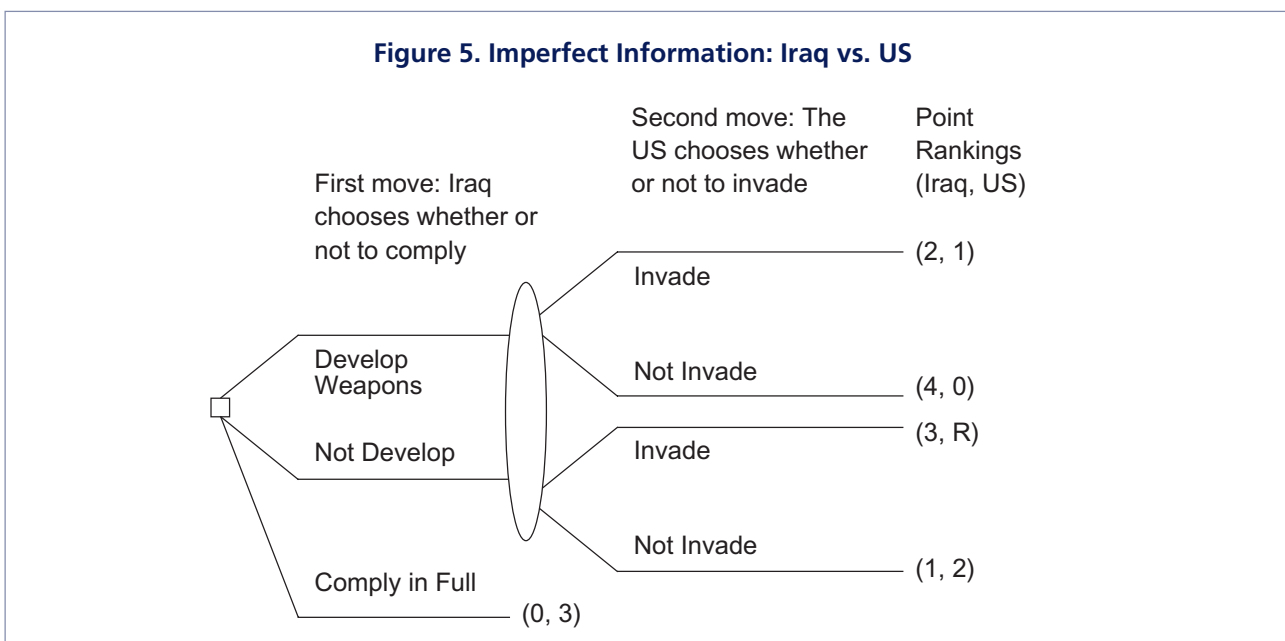 Figure 5. Imperfect Information: Iraq vs. US
First move: Iraq
chooses whether or
not to comply
Second move: The
US chooses whether
or not to invade
Point
Rankings
(Iraq, US)
Develop
Weapons
Not Develop
Comply in Full
(0, 3)
Invade
(2, 1)
Not Invade
(4, 0)
Invade
(3, R)
Not Invade
(1, 2)